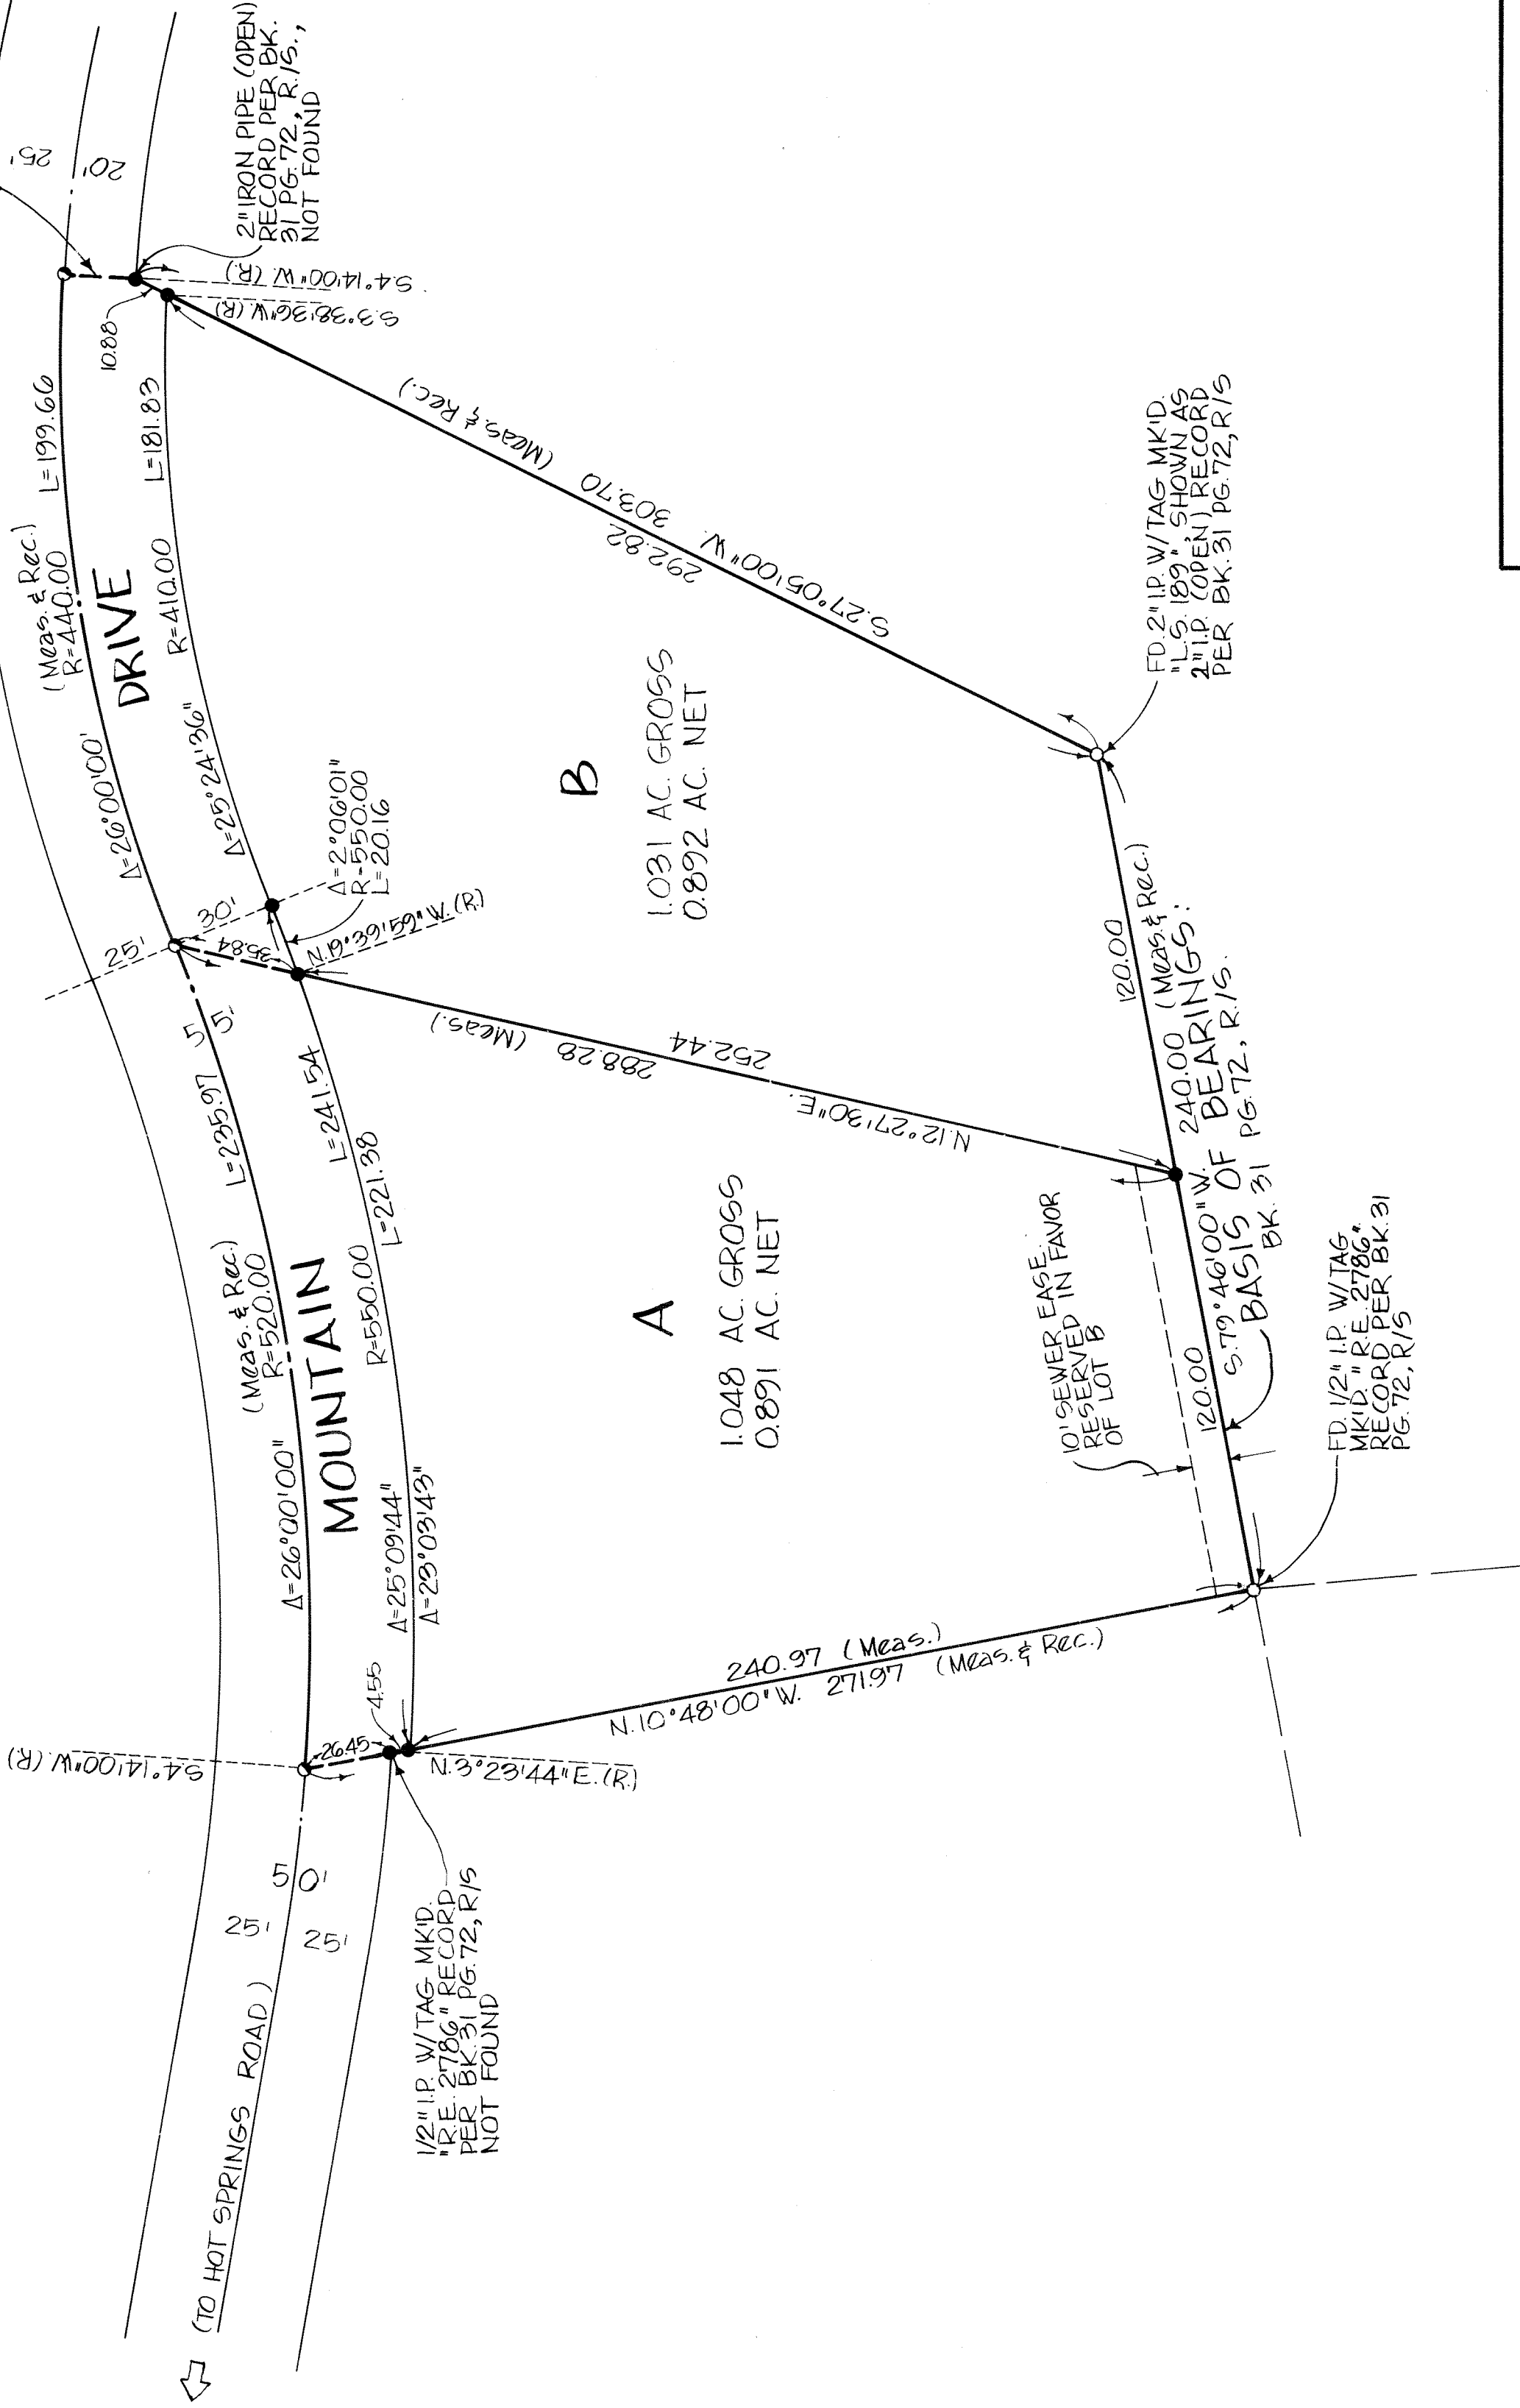 (TO HOT SPRINGS ROAD)
25'
25'
50'
S.4°14'00"W. (R)
26.45
4.55
N.3°23'44"E. (R.)
1/2" I.P. W/TAG MK'D.
"R.E. 2786" RECORD
PER BK. 31 PG. 72, R/S
NOT FOUND
MOUNTAIN
DRIVE
Δ=26°00'00"
(Meas. & Rec.)
R=520.00
L=235.97
Δ=25°09'44"
R=550.00
L=241.54
Δ=23°03'43"
L=221.38
55'
25'
30'
35.84
N.19°39'59"W. (R.)
Δ=2°06'01"
R=550.00
L=20.16
Δ=26°00'00'
(Meas. & Rec.)
R=440.00
L=199.66
Δ=25°24'36"
R=410.00
L=181.83
10.88
25'
20'
S.4°14'00"W. (R.)
S.3°38'36"W. (R)
2" IRON PIPE (OPEN)
RECORD PER BK.
31 PG. 72, R./S.,
NOT FOUND
240.97 (Meas.)
N.10°48'00"W. 271.97 (Meas. & Rec.)
A
1.048 AC. GROSS
0.891 AC. NET
252.44
N.12°27'30"E. 288.28 (Meas.)
B
1.031 AC. GROSS
0.892 AC. NET
S.27°05'00"W. 303.70 (Meas. & Rec.)
292.82
10' SEWER EASE.
RESERVED IN FAVOR
OF LOT B
120.00
120.00
S.79°46'00"W. 240.00 (Meas. & Rec.)
BASIS OF BEARINGS:
BK. 31 PG. 72, R./S.
FD. 1/2" I.P. W/TAG
MK'D. "R.E. 2786"
RECORD PER BK. 31
PG. 72, R/S
FD. 2" I.P. W/TAG MK'D.
"L.S. 189" SHOWN AS
2" I.P. (OPEN) RECORD
PER BK. 31 PG. 72, R/S